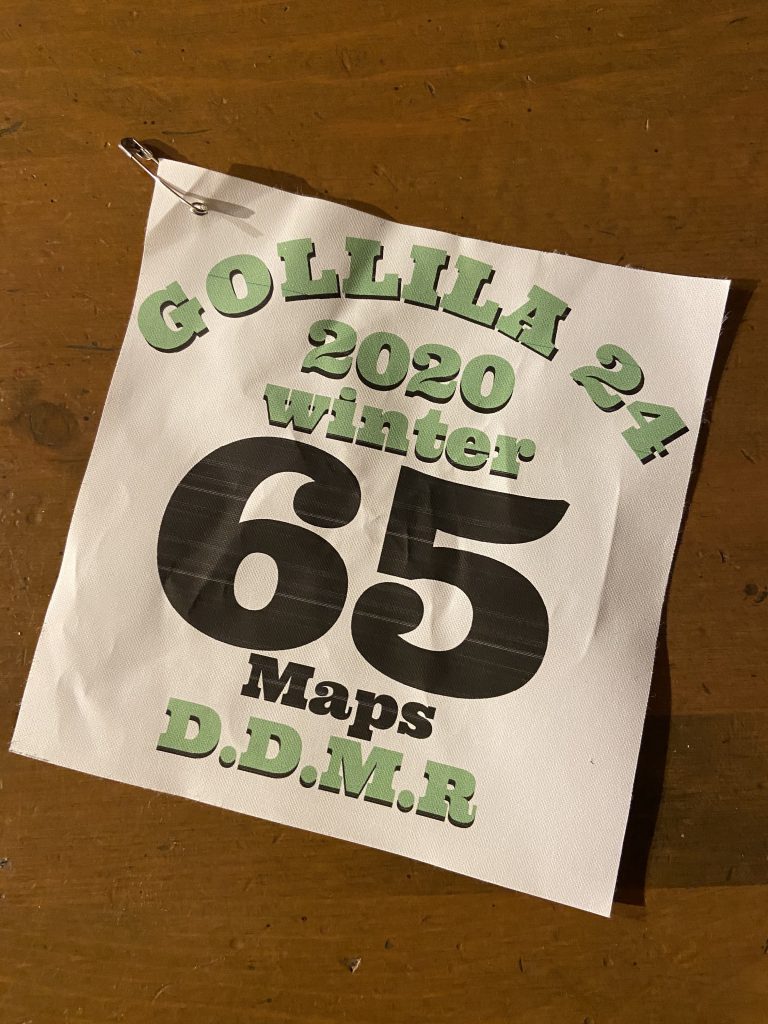 GOLLILA 24
2020
winter
65
Maps
D.D.M.R